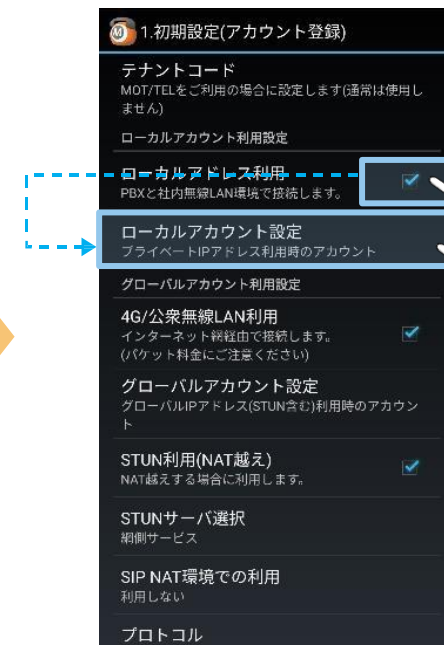 1.初期設定(アカウント登録)
テナントコード
MOT/TELをご利用の場合に設定します(通常は使用し
ません)
ローカルアカウント利用設定
ローカルアドレス利用
PBXと社内無線LAN環境で接続します。
ローカルアカウント設定
プライベートIPアドレス利用時のアカウント
グローバルアカウント利用設定
4G/公衆無線LAN利用
インターネット網経由で接続します。
(パケット料金にご注意ください)
グローバルアカウント設定
グローバルIPアドレス(STUN含む)利用時のアカウン
ト
STUN利用(NAT越え)
NAT越えする場合に利用します。
STUNサーバ選択
網側サービス
SIP NAT環境での利用
利用しない
プロトコル